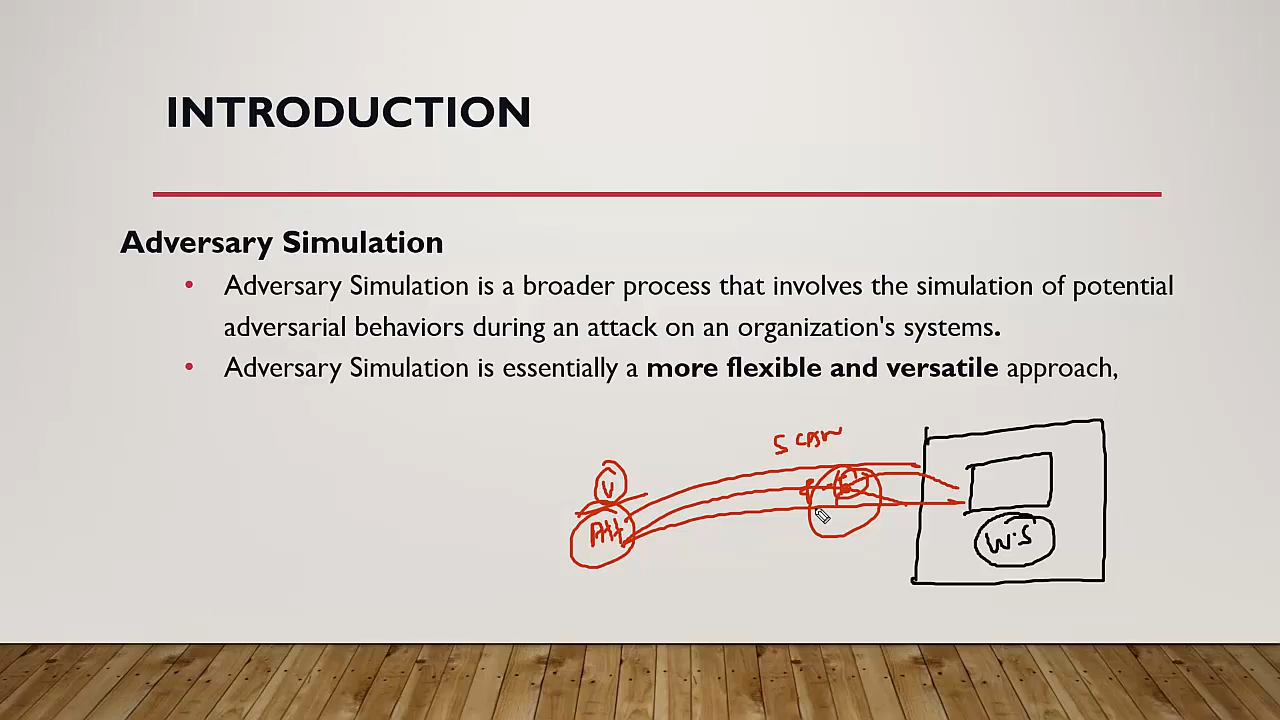 INTRODUCTION
Adversary Simulation
• Adversary Simulation is a broader process that involves the simulation of potential
adversarial behaviors during an attack on an organization's systems.
• Adversary Simulation is essentially a more flexible and versatile approach,
V
W.S